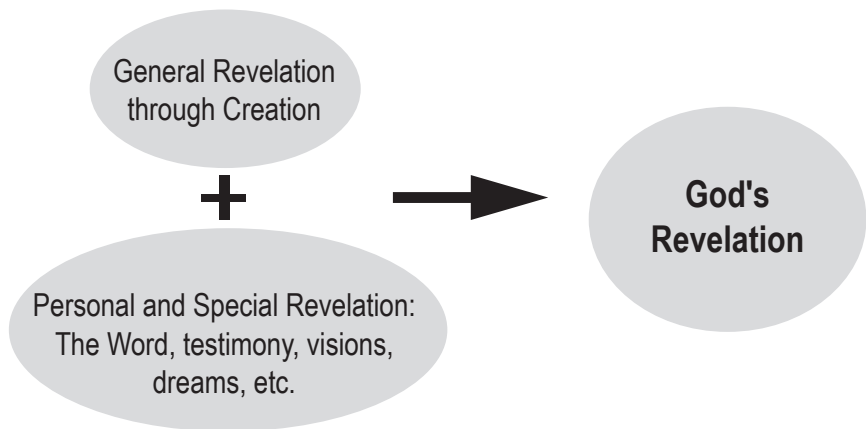 General Revelation
through Creation
+
Personal and Special Revelation:
The Word, testimony, visions,
dreams, etc.
God's
Revelation